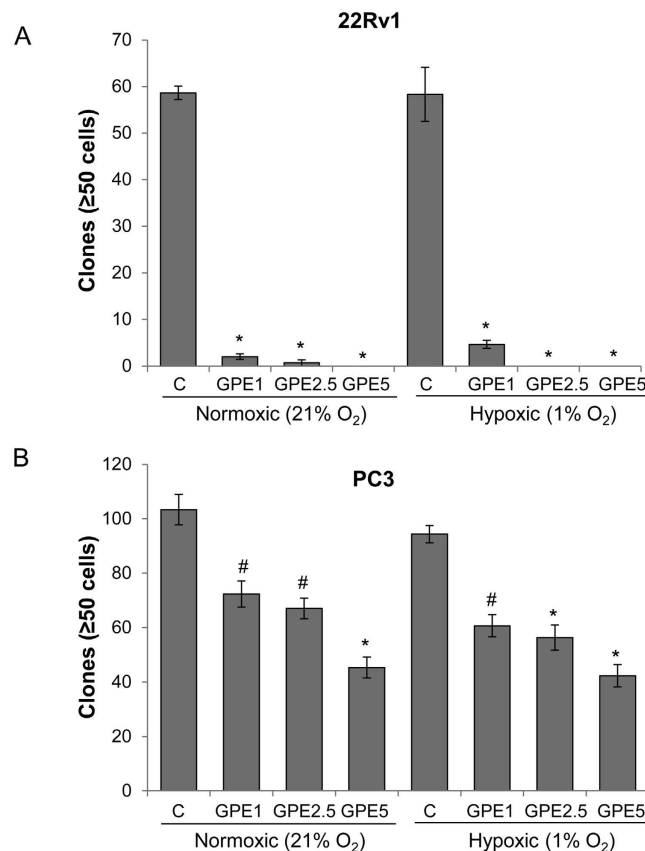 A
22Rv1
Clones (≥50 cells)
70
60
50
40
30
20
10
0
* * * * * *
C GPE1 GPE2.5 GPE5 C GPE1 GPE2.5 GPE5
Normoxic (21% O₂) Hypoxic (1% O₂)
B
PC3
Clones (≥50 cells)
120
100
80
60
40
20
0
# # * # * *
C GPE1 GPE2.5 GPE5 C GPE1 GPE2.5 GPE5
Normoxic (21% O₂) Hypoxic (1% O₂)